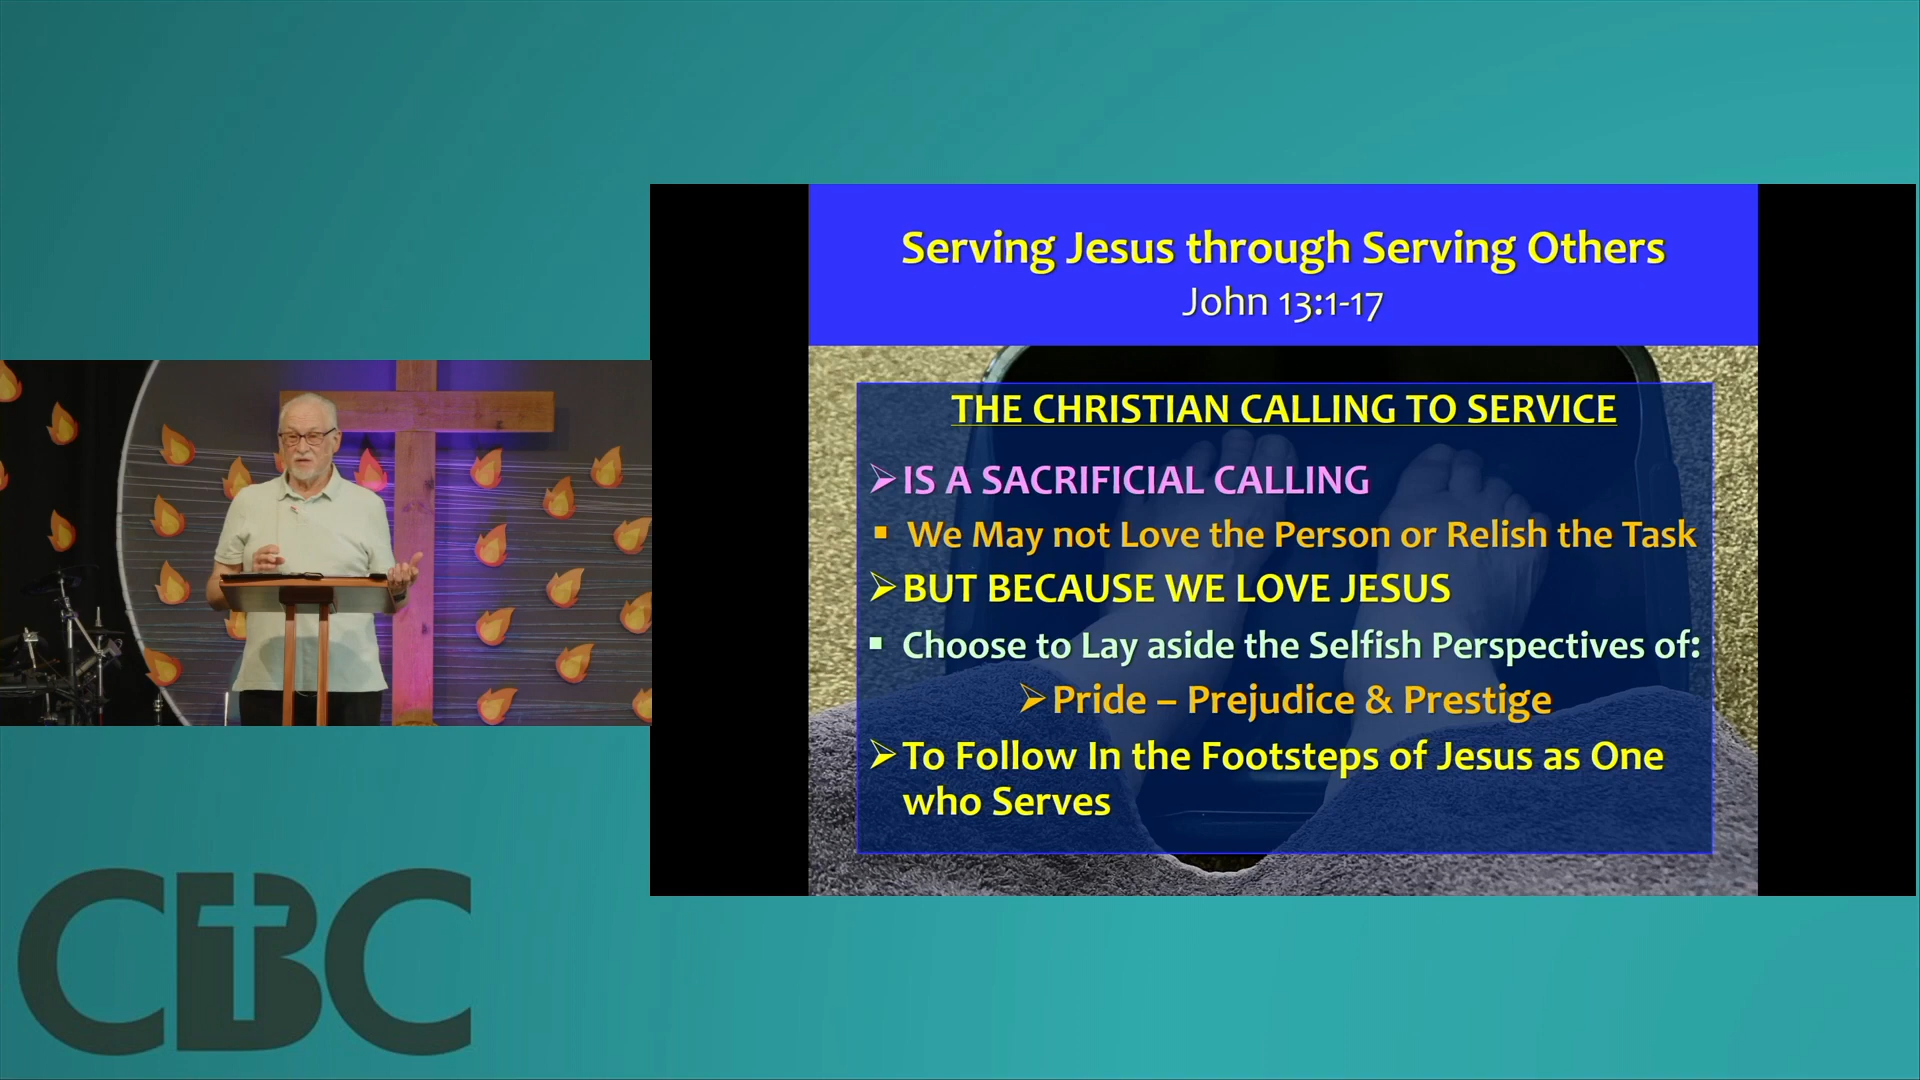 Serving Jesus through Serving Others
John 13:1-17
THE CHRISTIAN CALLING TO SERVICE
➢IS A SACRIFICIAL CALLING
▪ We May not Love the Person or Relish the Task
➢BUT BECAUSE WE LOVE JESUS
▪ Choose to Lay aside the Selfish Perspectives of:
➢Pride – Prejudice & Prestige
➢To Follow In the Footsteps of Jesus as One
who Serves
CBC